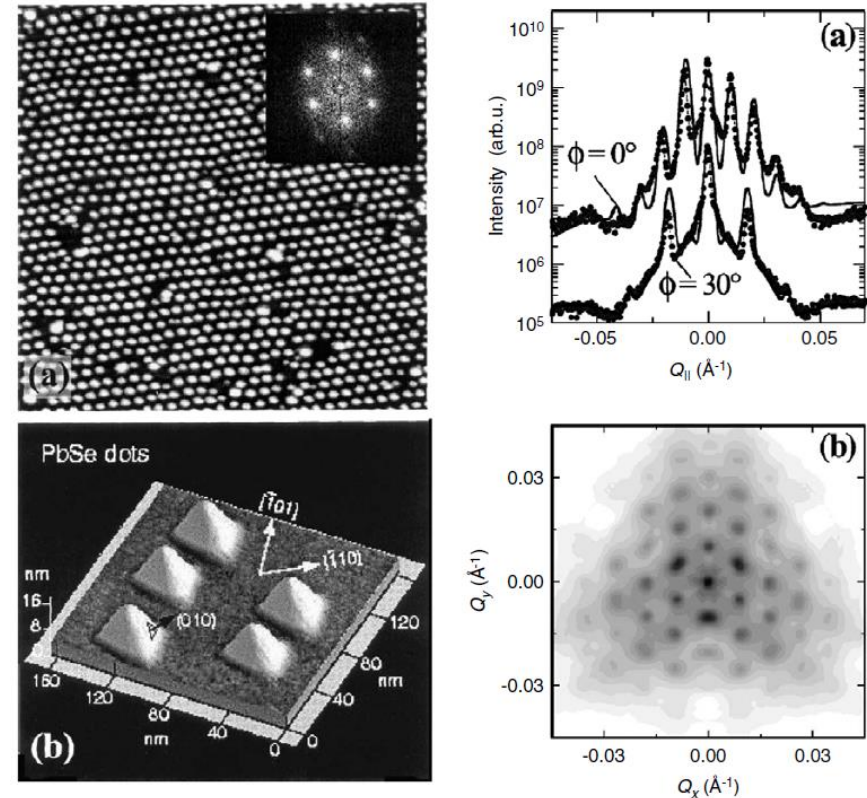 (a)
PbSe dots
[1̄01]
[1̄10]
(010)
nm
16
8
0
160
120
80
40
0
nm
0
40
80
120
nm
(b)
(a)
10¹⁰
10⁹
10⁸
10⁷
10⁶
10⁵
Intensity (arb.u.)
ϕ = 0°
ϕ = 30°
-0.05
0.00
0.05
Q|| (Å⁻¹)
(b)
0.03
0.00
-0.03
Qy (Å⁻¹)
-0.03
0.00
0.03
Qx (Å⁻¹)